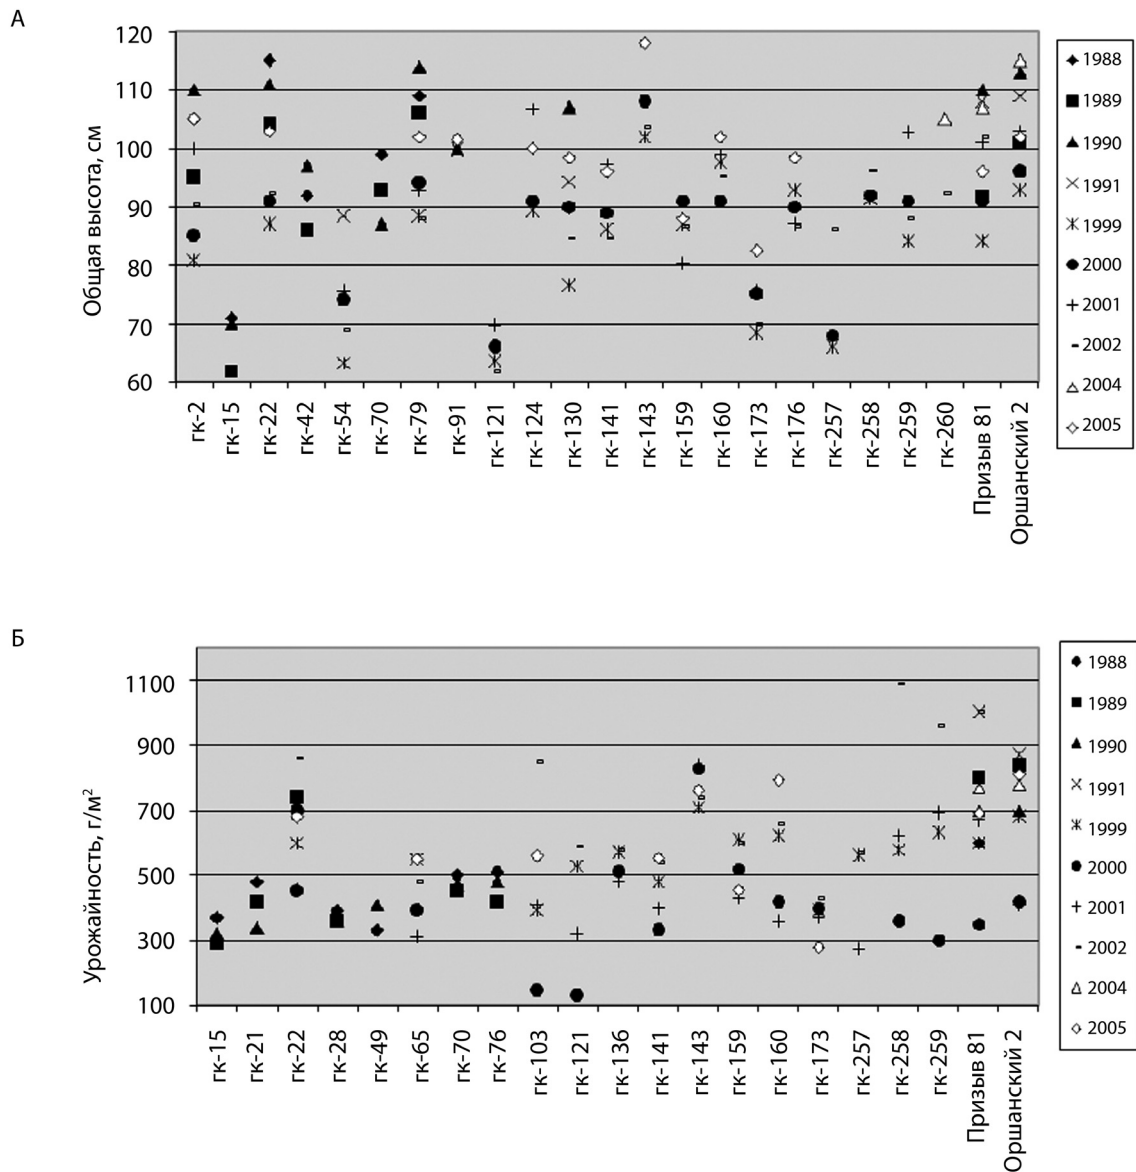 А
Общая высота, см
120
110
100
90
80
70
60
гк-2
гк-15
гк-22
гк-42
гк-54
гк-70
гк-79
гк-91
гк-121
гк-124
гк-130
гк-141
гк-143
гк-159
гк-160
гк-173
гк-176
гк-257
гк-258
гк-259
гк-260
Призыв 81
Оршанский 2
1988
1989
1990
1991
1999
2000
2001
2002
2004
2005
Б
Урожайность, г/м²
1100
900
700
500
300
100
гк-15
гк-21
гк-22
гк-28
гк-49
гк-65
гк-70
гк-76
гк-103
гк-121
гк-136
гк-141
гк-143
гк-159
гк-160
гк-173
гк-257
гк-258
гк-259
Призыв 81
Оршанский 2
1988
1989
1990
1991
1999
2000
2001
2002
2004
2005